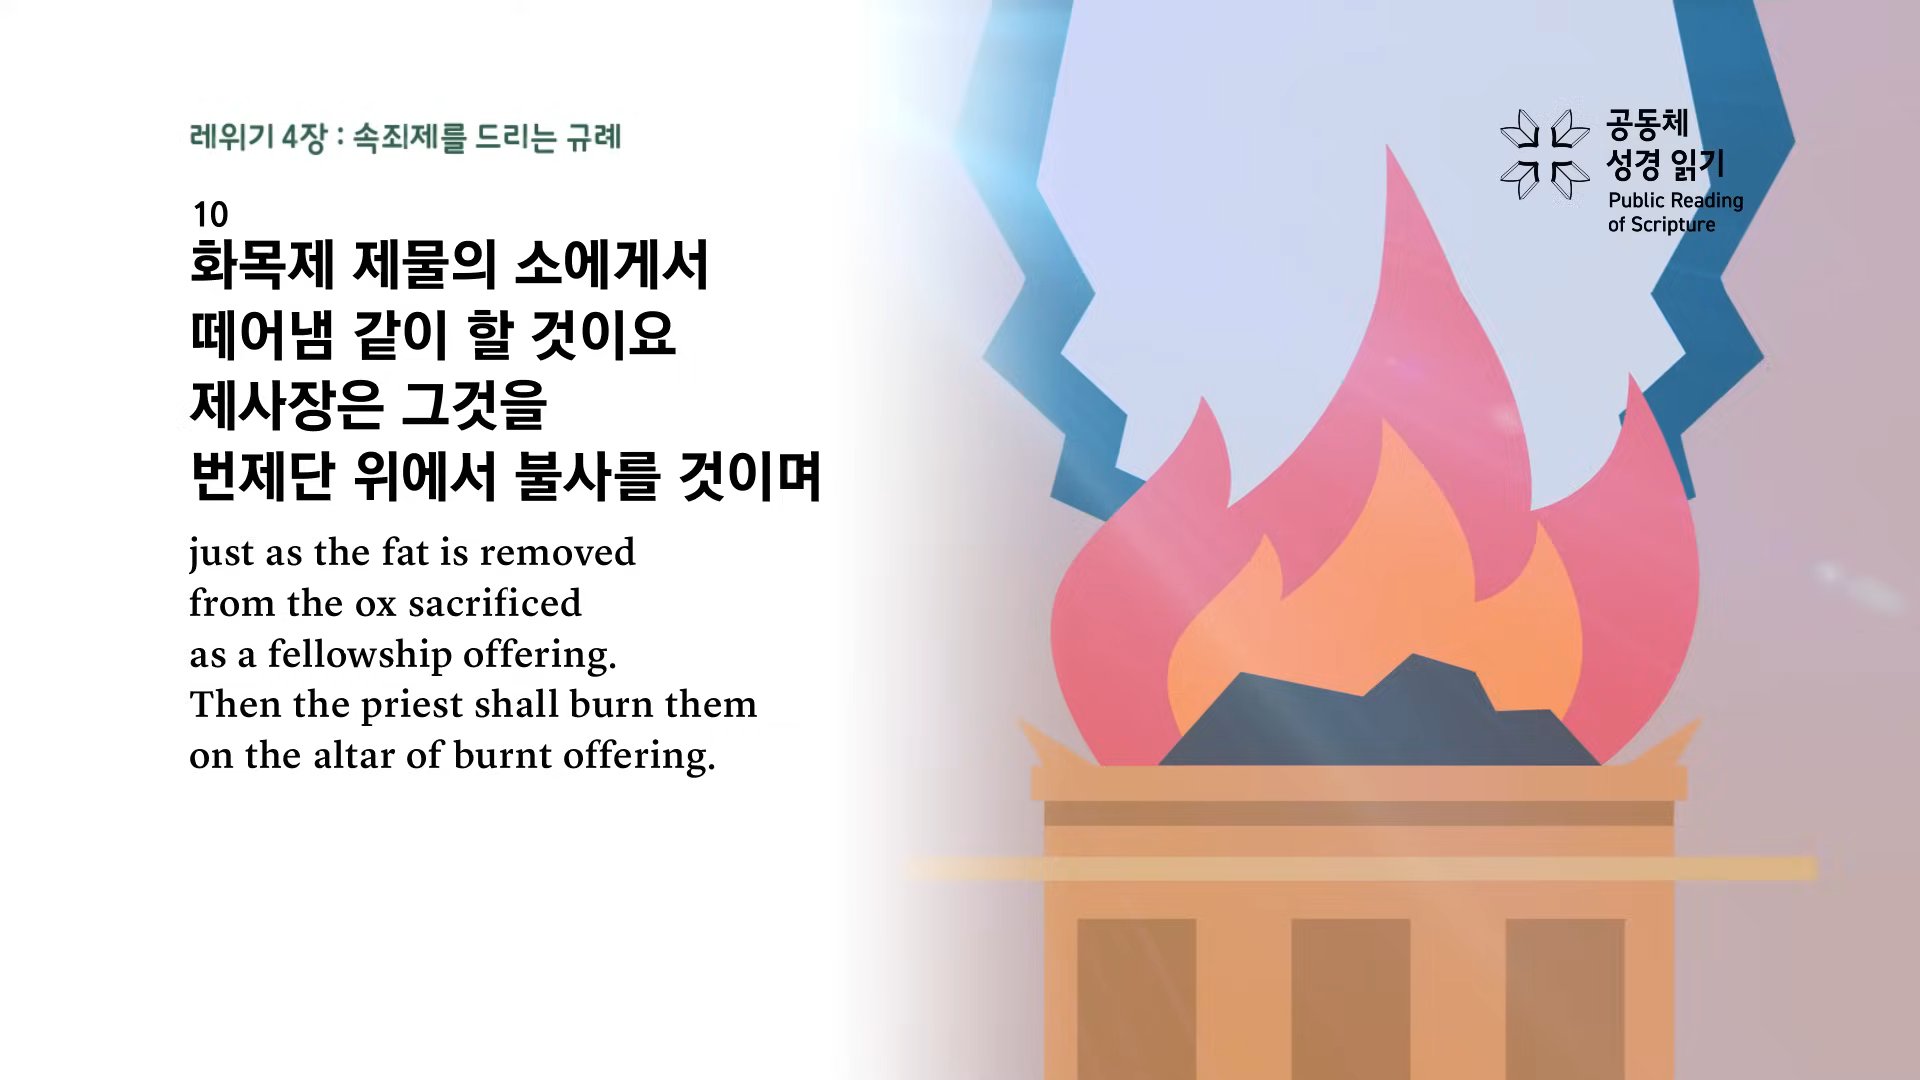 레위기 4장 : 속죄제를 드리는 규례
10
화목제 제물의 소에게서
떼어냄 같이 할 것이요
제사장은 그것을
번제단 위에서 불사를 것이며
just as the fat is removed
from the ox sacrificed
as a fellowship offering.
Then the priest shall burn them
on the altar of burnt offering.
공동체
성경 읽기
Public Reading
of Scripture